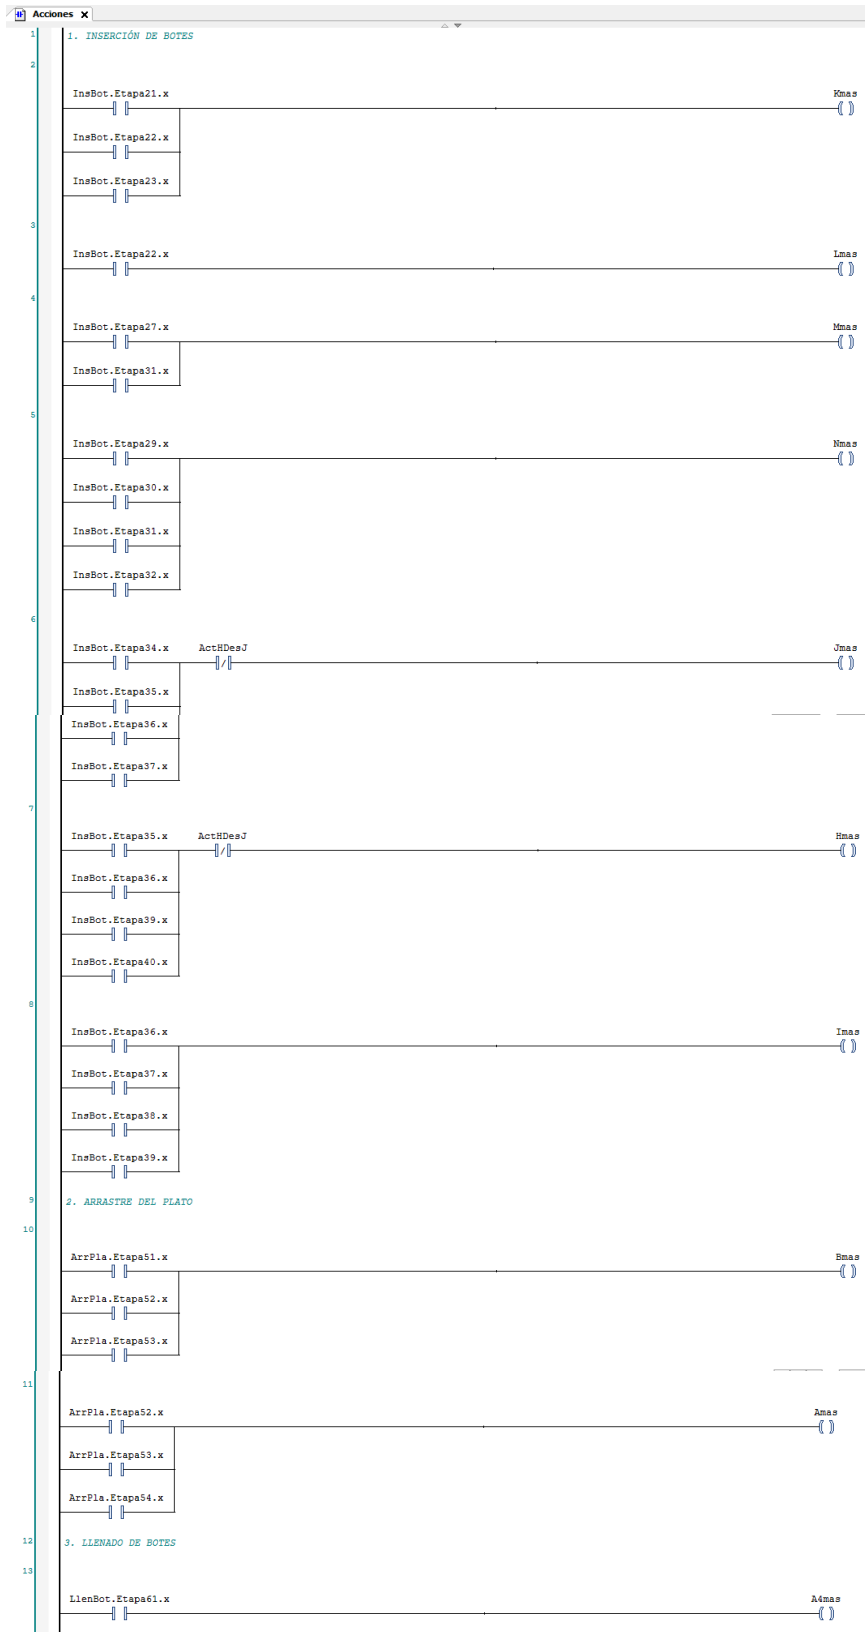 Acciones x
1 1. INSERCIÓN DE BOTES
2
InsBot.Etapa21.x Kmas
InsBot.Etapa22.x
InsBot.Etapa23.x
3
InsBot.Etapa22.x Lmas
4
InsBot.Etapa27.x Mmas
InsBot.Etapa31.x
5
InsBot.Etapa29.x Nmas
InsBot.Etapa30.x
InsBot.Etapa31.x
InsBot.Etapa32.x
6
InsBot.Etapa34.x ActHDesJ Jmas
InsBot.Etapa35.x
InsBot.Etapa36.x
InsBot.Etapa37.x
7
InsBot.Etapa35.x ActHDesJ Hmas
InsBot.Etapa36.x
InsBot.Etapa39.x
InsBot.Etapa40.x
8
InsBot.Etapa36.x Imas
InsBot.Etapa37.x
InsBot.Etapa38.x
InsBot.Etapa39.x
9 2. ARRASTRE DEL PLATO
10
ArrPla.Etapa51.x Bmas
ArrPla.Etapa52.x
ArrPla.Etapa53.x
11
ArrPla.Etapa52.x Amas
ArrPla.Etapa53.x
ArrPla.Etapa54.x
12 3. LLENADO DE BOTES
13
LlenBot.Etapa61.x A4mas